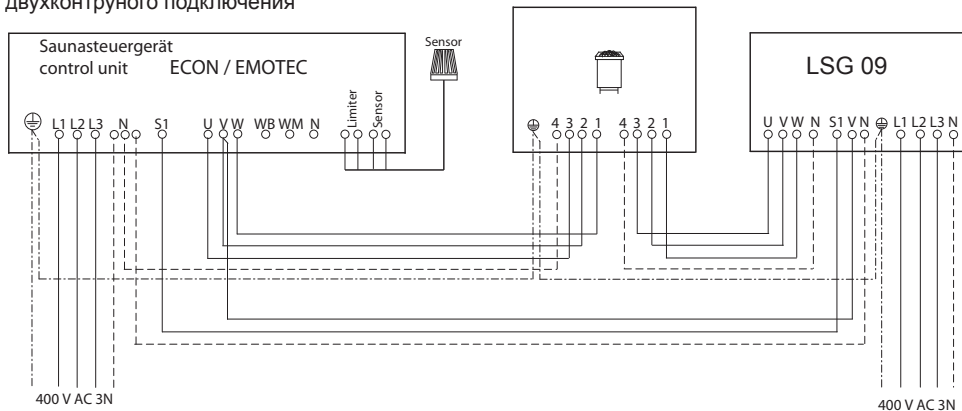 двухконтруного подключения
Saunasteuergerät
control unit ECON / EMOTEC
Sensor
LSG 09
Limiter
Sensor
L1 L2 L3 N S1 U V W WB WM N
4 3 2 1 4 3 2 1
U V W N S1 V N L1 L2 L3 N
400 V AC 3N
400 V AC 3N